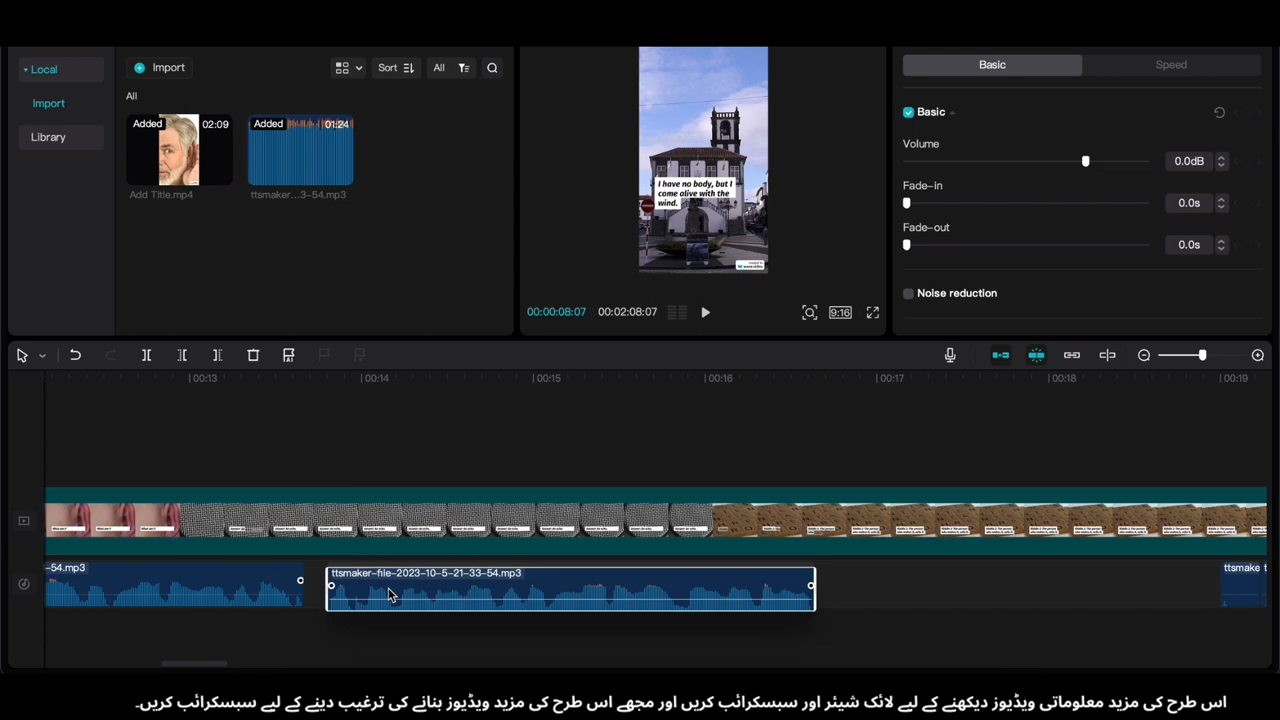 Local
Import
Library
Import
Sort
All
All
Added
02:09
Add Title.mp4
Added
01:24
ttsmaker...3-54.mp3
I have no body, but I
come alive with the
wind.
00:00:08:07
00:02:08:07
9:16
Basic
Speed
Basic
Volume
0.0dB
Fade-in
0.0s
Fade-out
0.0s
Noise reduction
00:13
00:14
00:15
00:16
00:17
00:18
00:19
-54.mp3
ttsmaker-file-2023-10-5-21-33-54.mp3
ttsmake
اس طرح کی مزید معلوماتی ویڈیوز دیکھنے کے لیے لائک شیئر اور سبسکرائب کریں اور مجھے اس طرح کی مزید ویڈیوز بنانے کی ترغیب دینے کے لیے سبسکرائب کریں۔